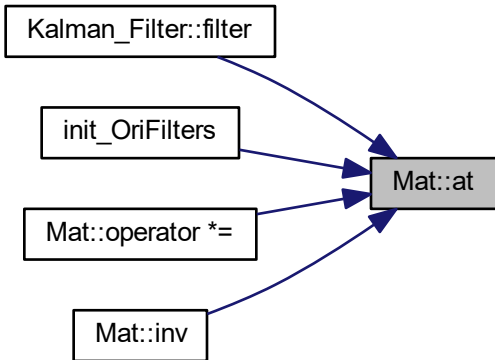 Kalman_Filter::filter
init_OriFilters
Mat::at
Mat::operator *=
Mat::inv